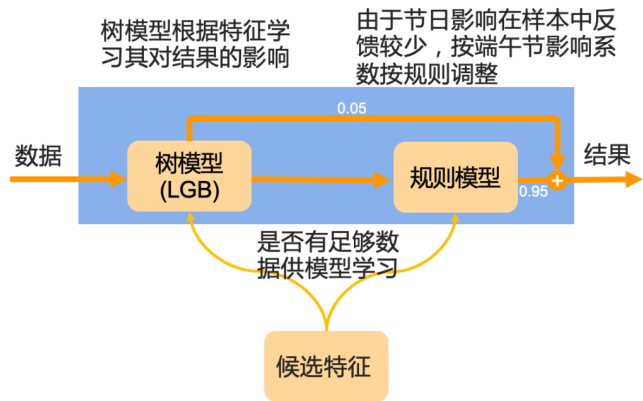 树模型根据特征学
习其对结果的影响
由于节日影响在样本中反
馈较少，按端午节影响系
数按规则调整
0.05
数据
树模型
(LGB)
规则模型
0.95
结果
是否有足够数
据供模型学习
候选特征